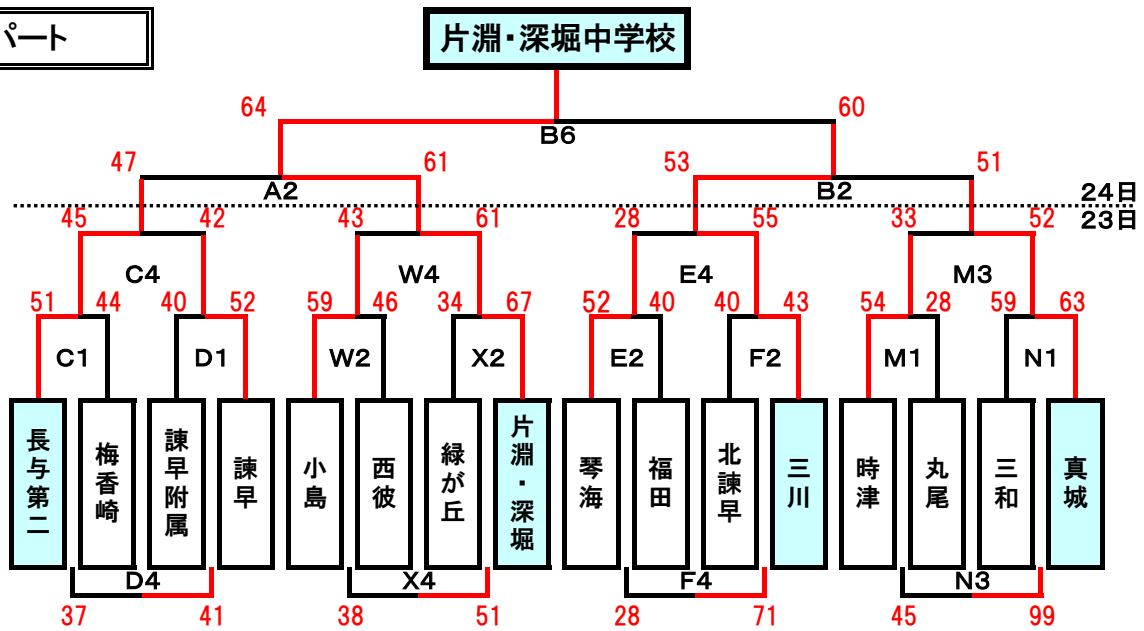 パート
片淵・深堀中学校
64 60
B6
47 61 53 51
A2 B2 24日
45 42 43 61 28 55 33 52 23日
C4 W4 E4 M3
51 44 40 52 59 46 34 67 52 40 40 43 54 28 59 63
C1 D1 W2 X2 E2 F2 M1 N1
長与第二
梅香崎
諫早附属
諫早
小島
西彼
緑が丘
片淵・深堀
琴海
福田
北諫早
三川
時津
丸尾
三和
真城
D4 X4 F4 N3
37 41 38 51 28 71 45 99